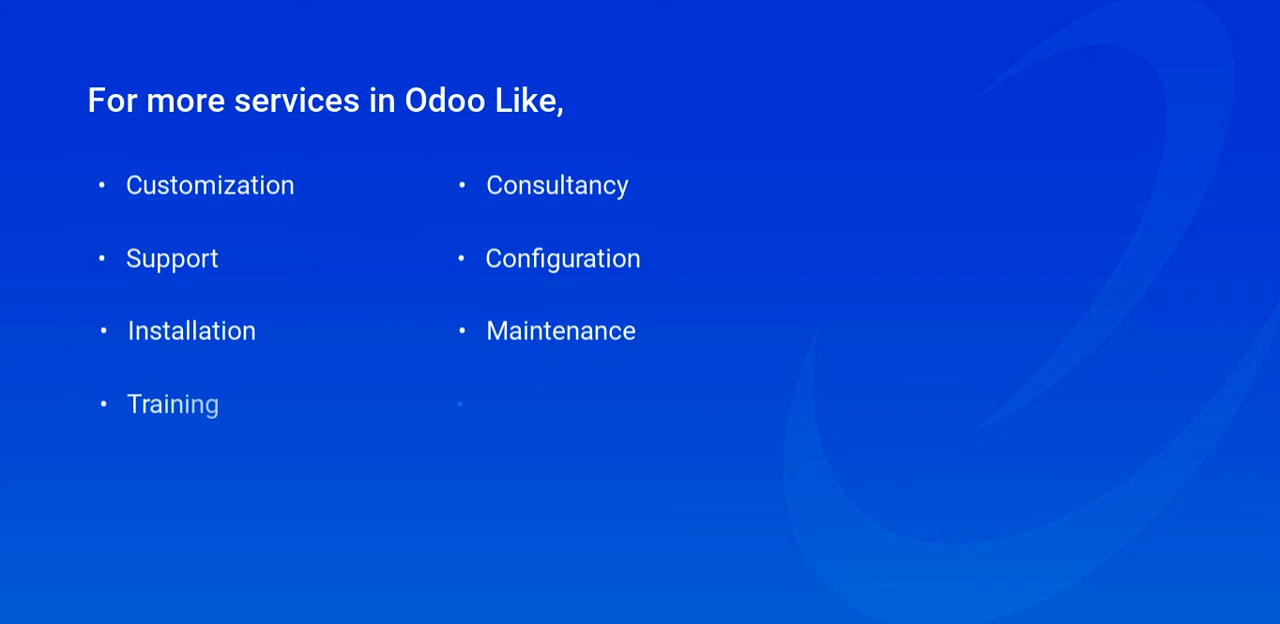 For more services in Odoo Like,
• Customization
• Consultancy
• Support
• Configuration
• Installation
• Maintenance
• Training
•